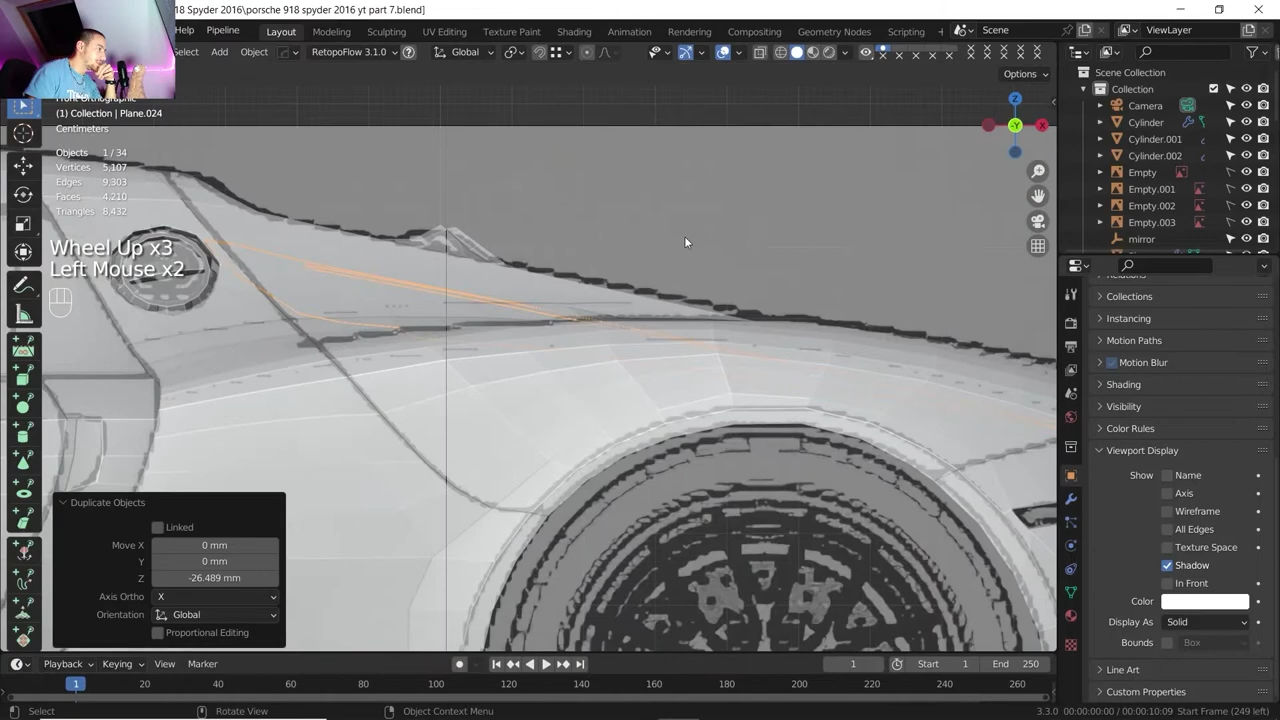 18 Spyder 2016\porsche 918 spyder 2016 yt part 7.blend]
Help Pipeline Layout Modeling Sculpting UV Editing Texture Paint Shading Animation Rendering Compositing Geometry Nodes Scripting Scene ViewLayer
Select Add Object RetopoFlow 3.1.0 Global
Options
Front Orthographic
(1) Collection | Plane.024
Centimeters
Objects 1 / 34
Vertices 5,107
Edges 9,303
Faces 4,210
Triangles 8,432
Wheel Up x3
Left Mouse x2
Z
-Y
X
Duplicate Objects
Linked
Move X 0 mm
Y 0 mm
Z -26.489 mm
Axis Ortho X
Orientation Global
Proportional Editing
Scene Collection
Collection
Camera
Cylinder
Cylinder.001
Cylinder.002
Empty
Empty.001
Empty.002
Empty.003
mirror
Relations
Collections
Instancing
Motion Paths
Motion Blur
Shading
Visibility
Color Rules
Viewport Display
Show Name
Axis
Wireframe
All Edges
Texture Space
Shadow
In Front
Color
Display As Solid
Bounds Box
Line Art
Custom Properties
Playback Keying View Marker 1 Start 1 End 250
1 20 40 60 80 100 120 140 160 180 200 220 240 260
Select Rotate View Object Context Menu 3.3.0 00:00:00:00 / 00:00:10:09 Start Frame (249 left)